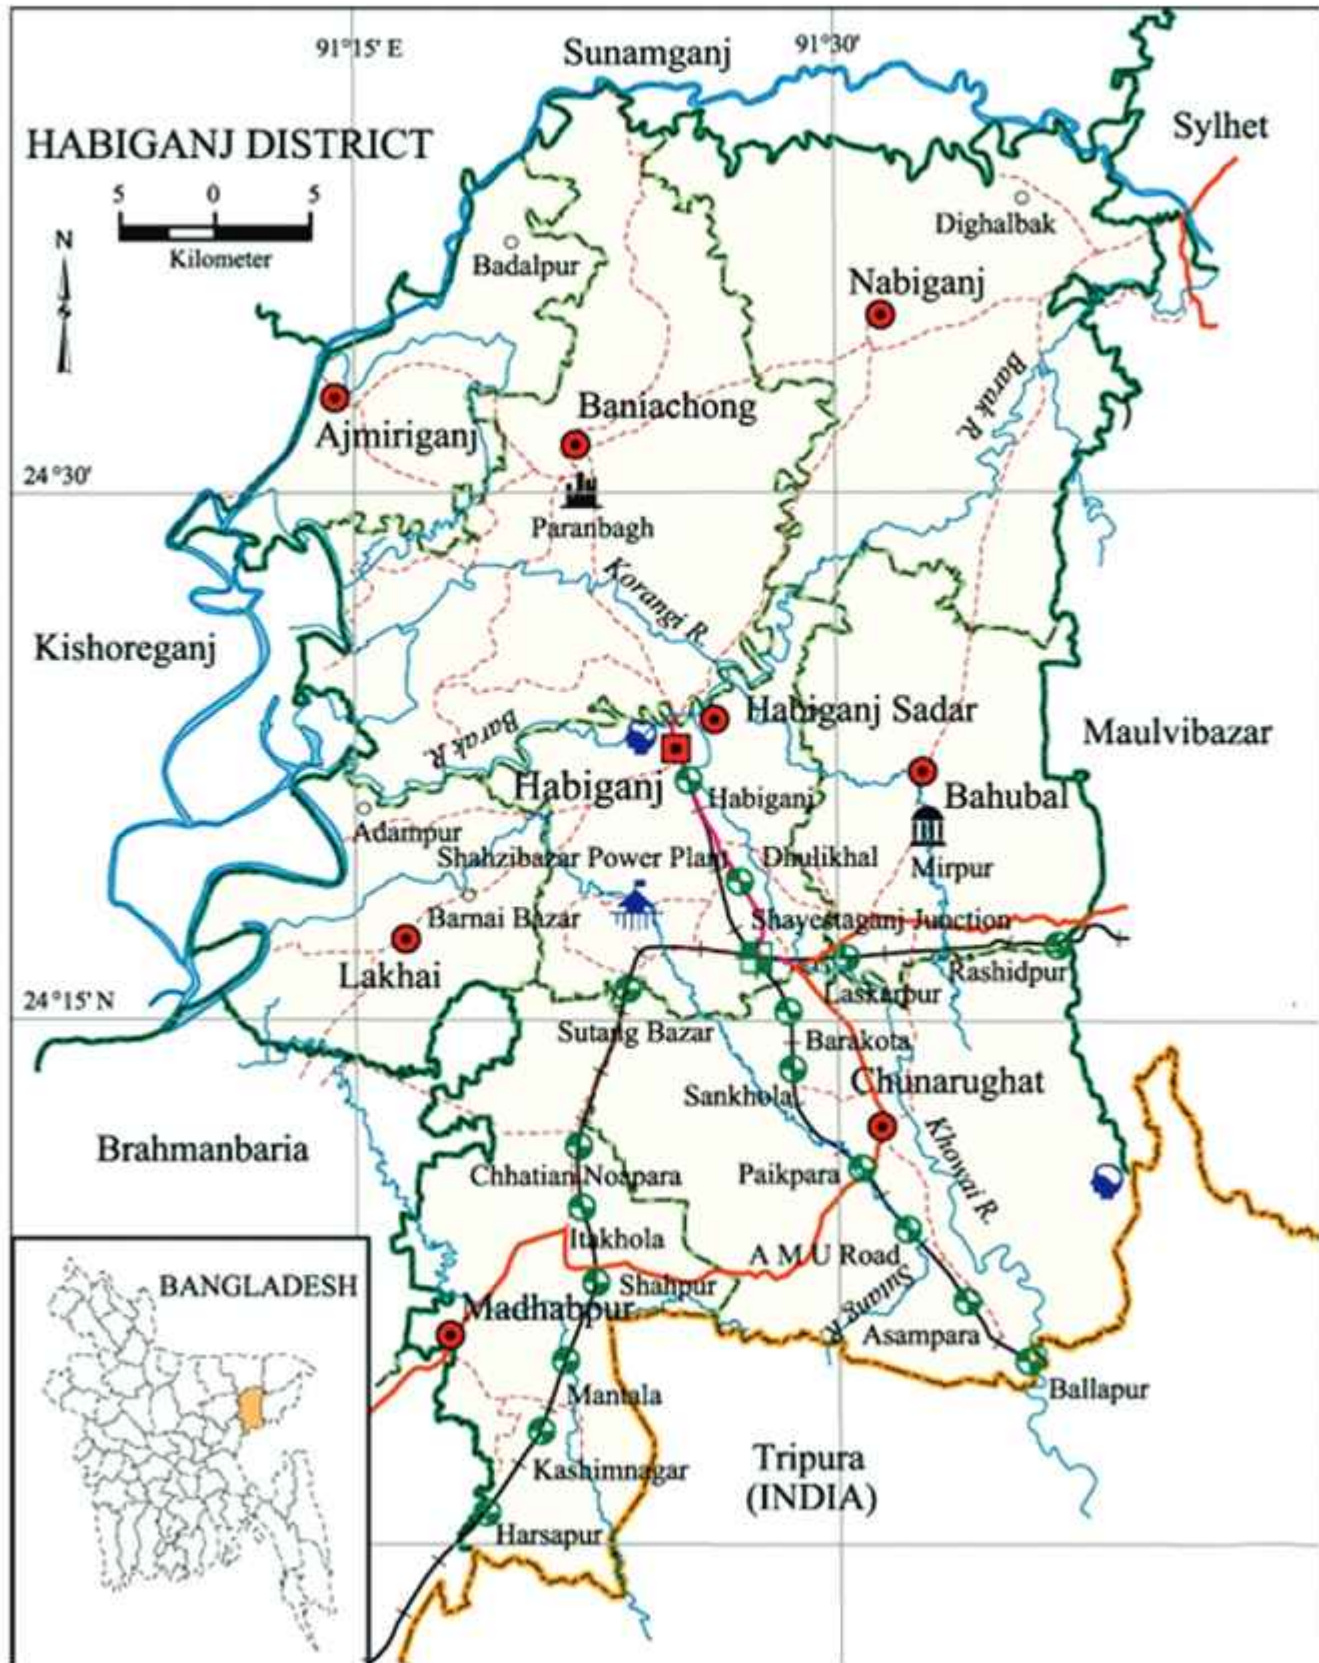 91°15' E
Sunamganj
91°30'
Sylhet
HABIGANJ DISTRICT
5 0 5
Kilometer
N
Dighalbak
Badalpur
Nabiganj
Barak R.
Baniachong
Ajmiriganj
24°30'
Paranbagh
Korangi R.
Kishoreganj
Habiganj Sadar
Barak R.
Maulvibazar
Habiganj
Habiganj
Bahubal
Adampur
Shahzibazar Power Plant
Dhulikhal
Mirpur
Barnai Bazar
Shayestaganj Junction
Lakhai
Rashidpur
24°15' N
Laskarpur
Sutang Bazar
Barakota
Sankhola
Chunarughat
Brahmanbaria
Khowai R.
Chhatian Noapara
Paikpara
Itakhola
A M U Road
BANGLADESH
Shahpur
Sutang R.
Madhabpur
Asampara
Ballapur
Mantala
Tripura
(INDIA)
Kashimnagar
Harsapur